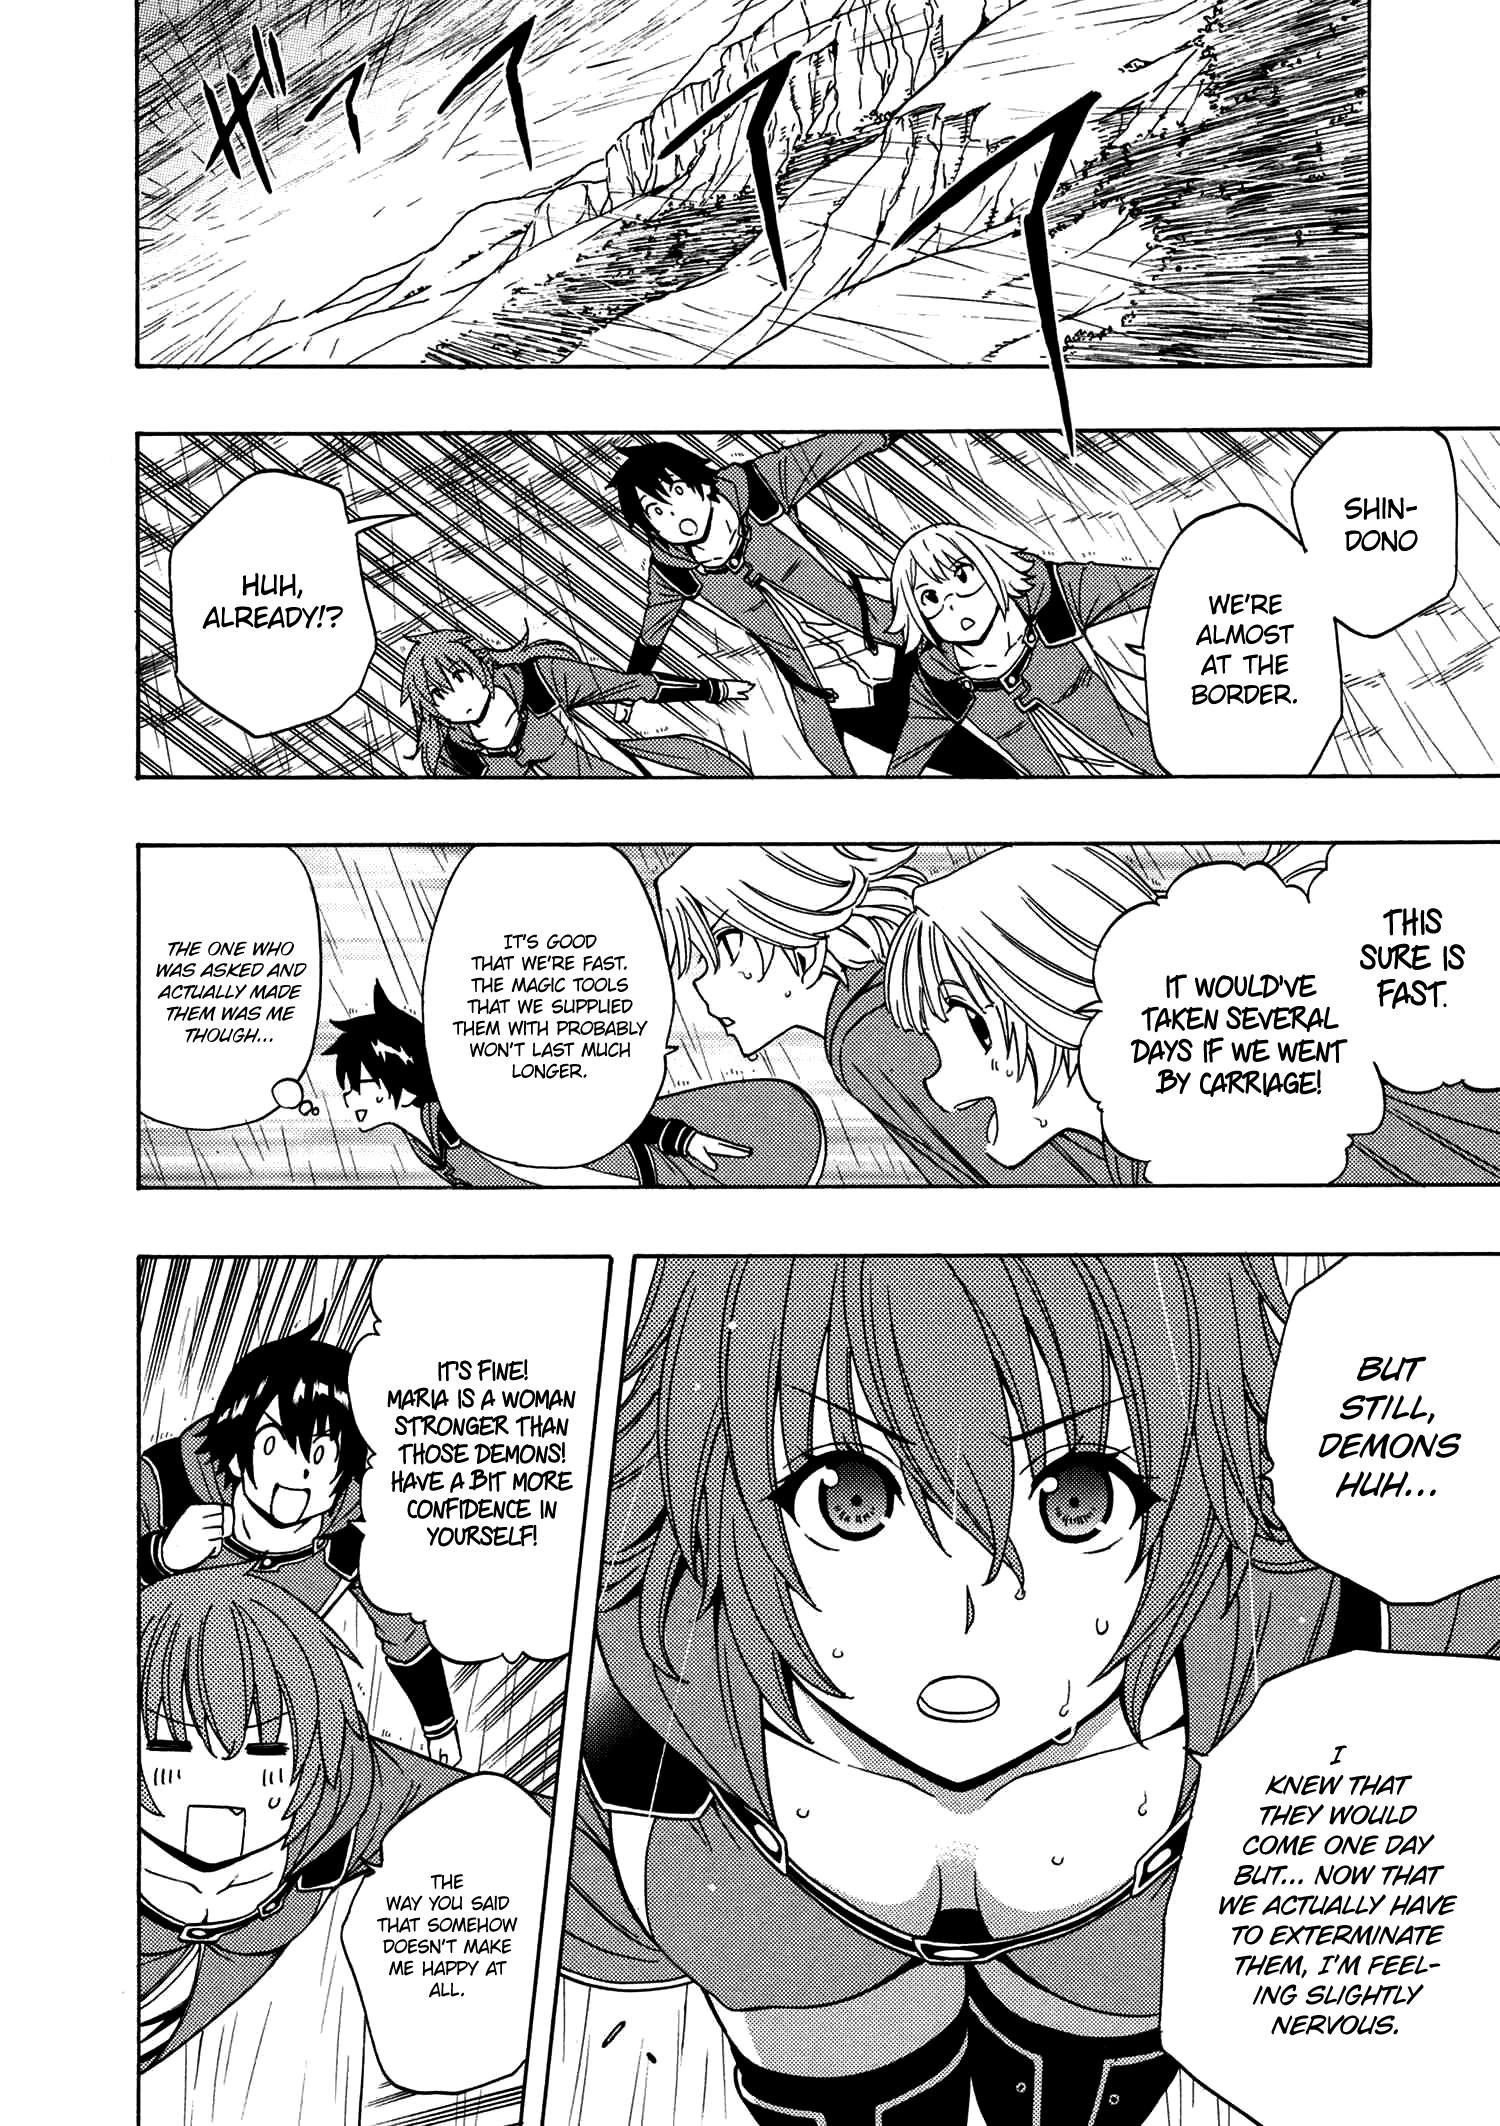 ザァァァァ
SHIN-
DONO
WE'RE
ALMOST
AT THE
BORDER.
HUH,
ALREADY!?
THIS
SURE IS
FAST.
IT WOULD'VE
TAKEN SEVERAL
DAYS IF WE WENT
BY CARRIAGE!
IT'S GOOD
THAT WE'RE FAST.
THE MAGIC TOOLS
THAT WE SUPPLIED
THEM WITH PROBABLY
WON'T LAST MUCH
LONGER.
THE ONE WHO
WAS ASKED AND
ACTUALLY MADE
THEM WAS ME
THOUGH...
BUT
STILL,
DEMONS
HUH...
I
KNEW THAT
THEY WOULD
COME ONE DAY
BUT... NOW THAT
WE ACTUALLY HAVE
TO EXTERMINATE
THEM, I'M FEEL-
ING SLIGHTLY
NERVOUS.
IT'S FINE!
MARIA IS A WOMAN
STRONGER THAN
THOSE DEMONS!
HAVE A BIT MORE
CONFIDENCE IN
YOURSELF!
THE
WAY YOU SAID
THAT SOMEHOW
DOESN'T MAKE
ME HAPPY AT
ALL.